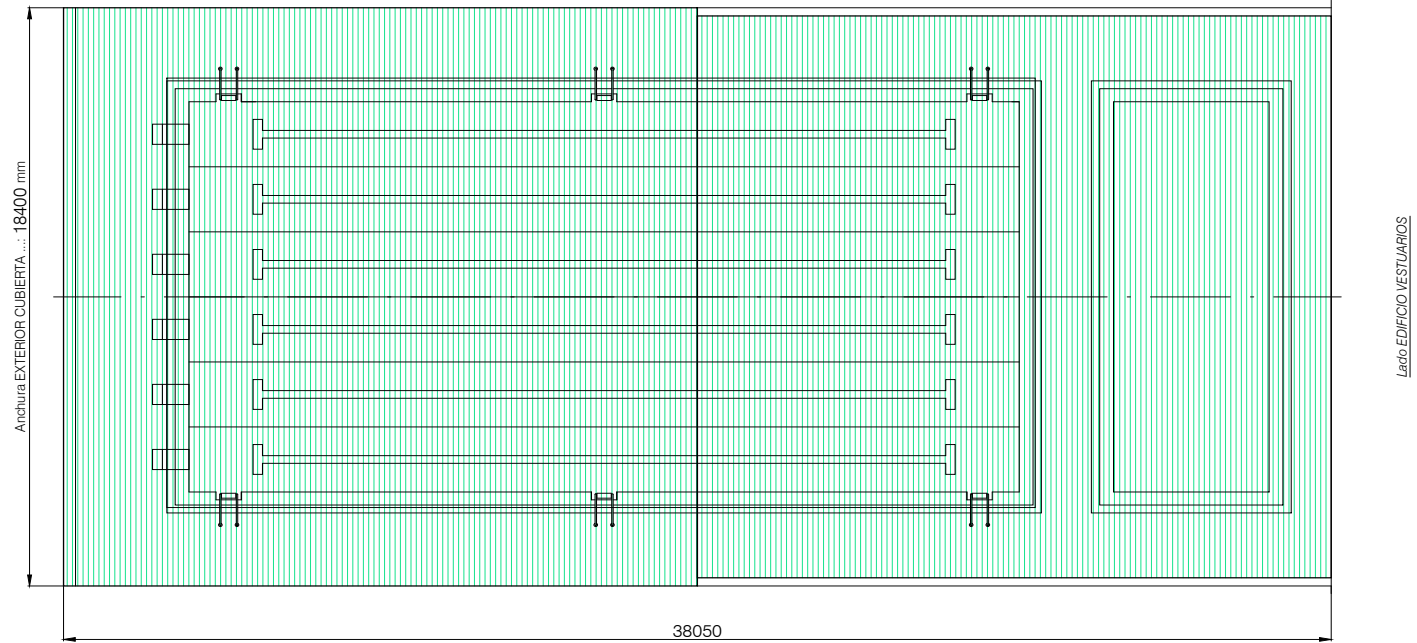 Anchura EXTERIOR CUBIERTA ...: 18400 mm
Lado EDIFICIO VESTUARIOS
38050